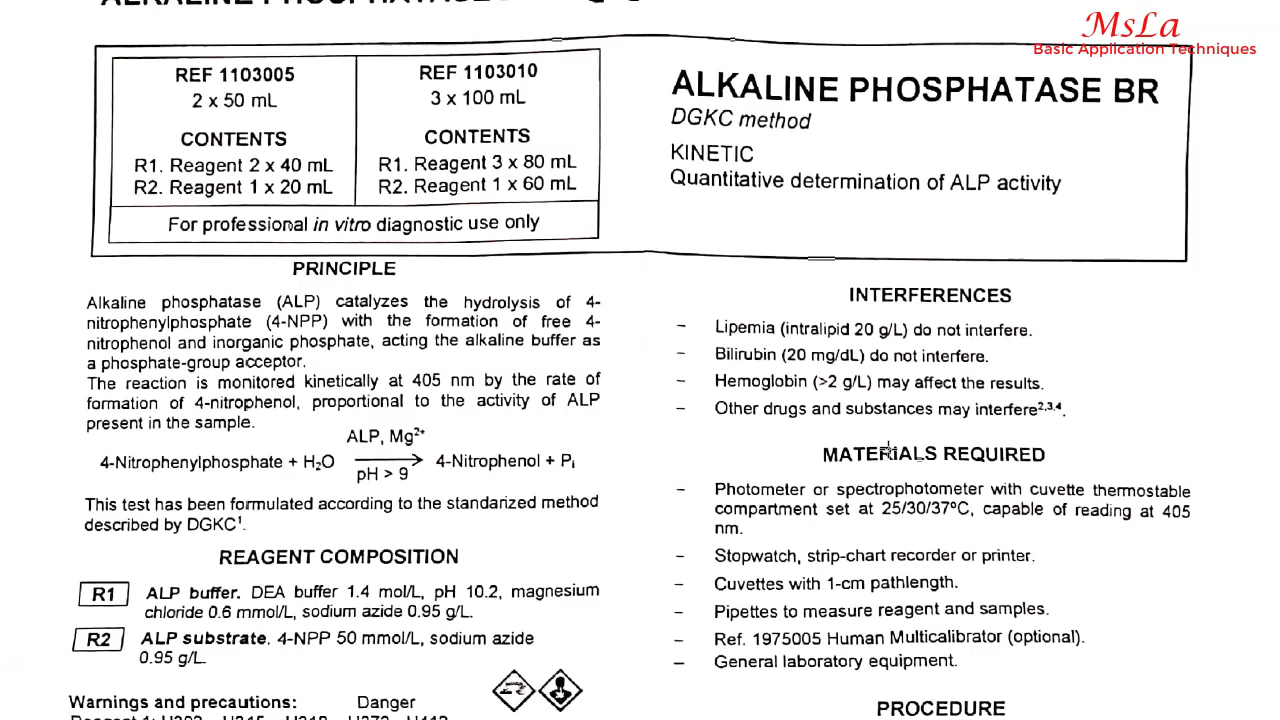 MsLa
Basic Application Techniques
ALKALINE PHOSPHATASE
REF 1103005
2 x 50 mL
CONTENTS
R1. Reagent 2 x 40 mL
R2. Reagent 1 x 20 mL
REF 1103010
3 x 100 mL
CONTENTS
R1. Reagent 3 x 80 mL
R2. Reagent 1 x 60 mL
For professional in vitro diagnostic use only
ALKALINE PHOSPHATASE BR
DGKC method
KINETIC
Quantitative determination of ALP activity
PRINCIPLE
Alkaline phosphatase (ALP) catalyzes the hydrolysis of 4-
nitrophenylphosphate (4-NPP) with the formation of free 4-
nitrophenol and inorganic phosphate, acting the alkaline buffer as
a phosphate-group acceptor.
The reaction is monitored kinetically at 405 nm by the rate of
formation of 4-nitrophenol, proportional to the activity of ALP
present in the sample.
ALP, Mg²⁺
4-Nitrophenylphosphate + H₂O ⟶ 4-Nitrophenol + Pᵢ
pH > 9
This test has been formulated according to the standarized method
described by DGKC¹.
REAGENT COMPOSITION
R1 ALP buffer. DEA buffer 1.4 mol/L, pH 10.2, magnesium
chloride 0.6 mmol/L, sodium azide 0.95 g/L.
R2 ALP substrate. 4-NPP 50 mmol/L, sodium azide
0.95 g/L.
Warnings and precautions: Danger
INTERFERENCES
– Lipemia (intralipid 20 g/L) do not interfere.
– Bilirubin (20 mg/dL) do not interfere.
– Hemoglobin (>2 g/L) may affect the results.
– Other drugs and substances may interfere²,³,⁴.
MATERIALS REQUIRED
– Photometer or spectrophotometer with cuvette thermostable
compartment set at 25/30/37ºC, capable of reading at 405
nm.
– Stopwatch, strip-chart recorder or printer.
– Cuvettes with 1-cm pathlength.
– Pipettes to measure reagent and samples.
– Ref. 1975005 Human Multicalibrator (optional).
– General laboratory equipment.
PROCEDURE